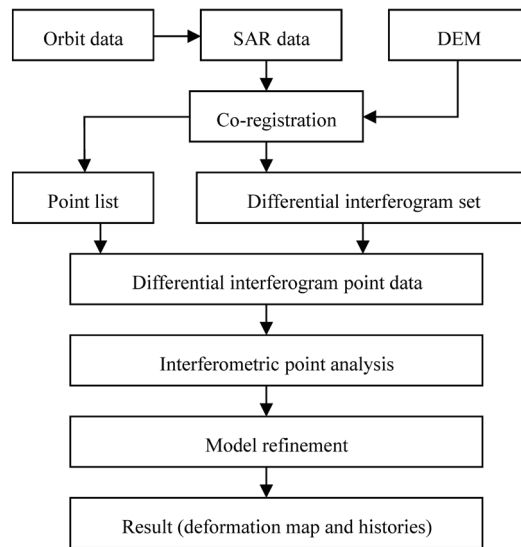 Orbit data
SAR data
DEM
Co-registration
Point list
Differential interferogram set
Differential interferogram point data
Interferometric point analysis
Model refinement
Result (deformation map and histories)